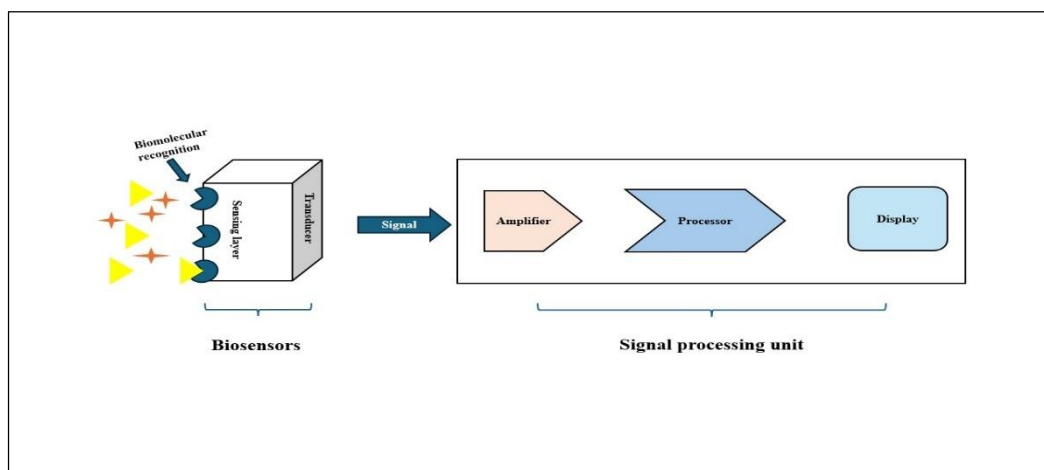 Biomolecular
recognition
Sensing layer
Transducer
Signal
Amplifier
Processor
Display
Biosensors
Signal processing unit